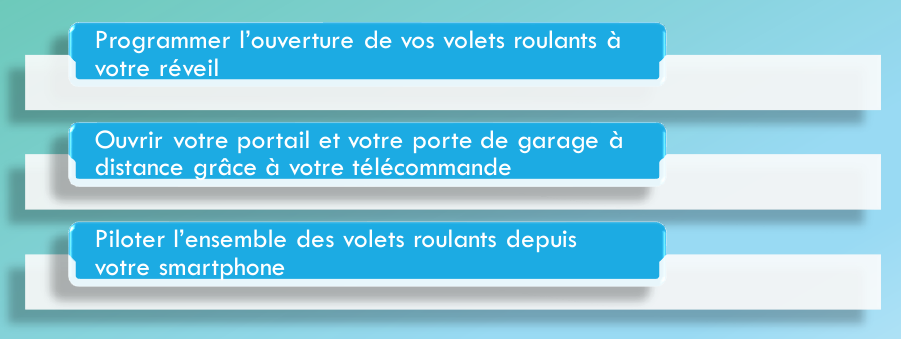 Programmer l’ouverture de vos volets roulants à
votre réveil
Ouvrir votre portail et votre porte de garage à
distance grâce à votre télécommande
Piloter l’ensemble des volets roulants depuis
votre smartphone